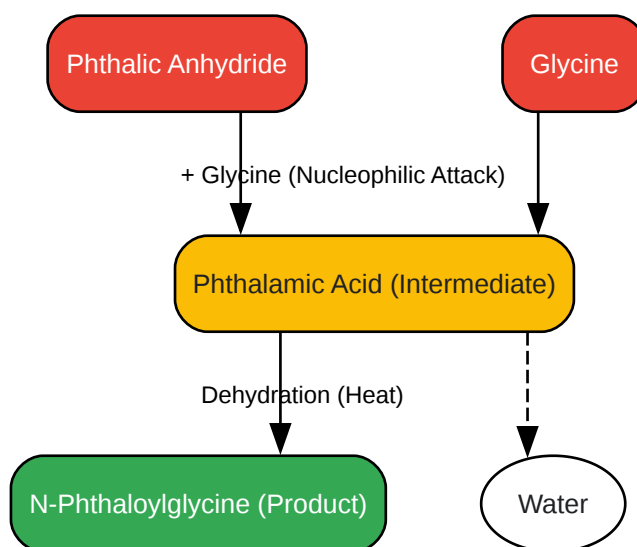 Phthalic Anhydride
Glycine
+ Glycine (Nucleophilic Attack)
Phthalamic Acid (Intermediate)
Dehydration (Heat)
N-Phthaloylglycine (Product)
Water